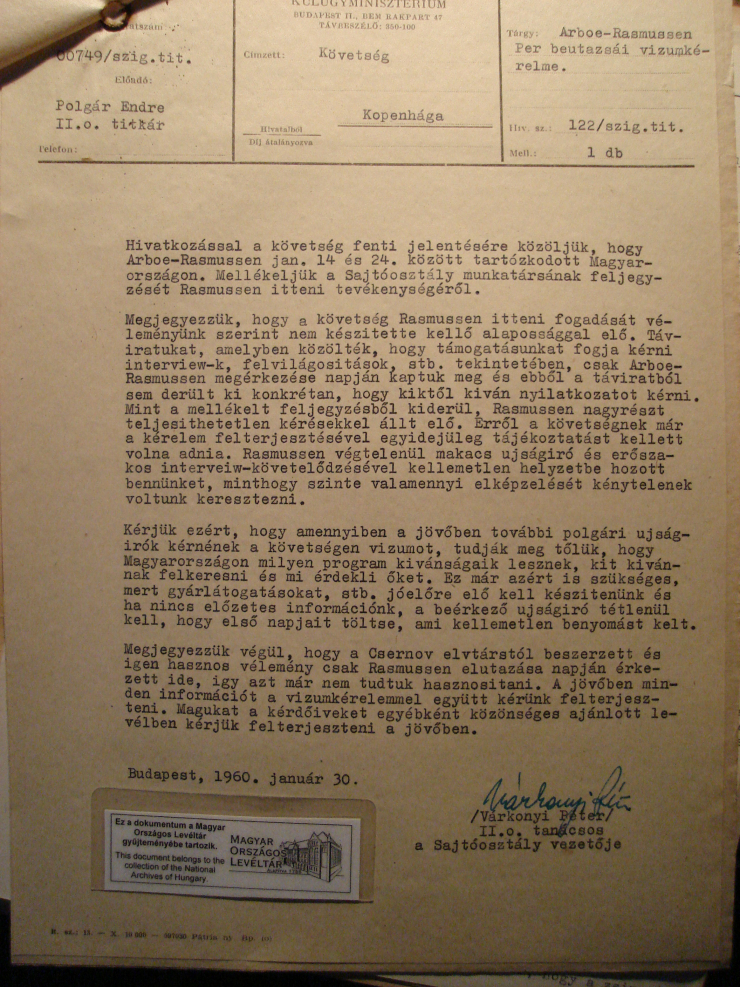 KÜLÜGYMINISZTÉRIUM
BUDAPEST II., BEM RAKPART 47
TÁVBESZÉLŐ: 350-100
00749/szig.tit.
Előadó:
Polgár Endre
II.o. titkár
Telefon:
Címzett: Követség
Kopenhága
Hivatalból
Díj átalányozva
Tárgy: Arboe-Rasmussen
Per beutazsái vizumké-
relme.
Hiv. sz.: 122/szig.tit.
Mell.: 1 db
Hivatkozással a követség fenti jelentésére közöljük, hogy
Arboe-Rasmussen jan. 14 és 24. között tartózkodott Magyar-
országon. Mellékeljük a Sajtóosztály munkatársának feljegy-
zését Rasmussen itteni tevékenységéről.
Megjegyezzük, hogy a követség Rasmussen itteni fogadását vé-
leményünk szerint nem készitette kellő alapossággal elő. Táv-
iratukat, amelyben közölték, hogy támogatásunkat fogja kérni
interview-k, felvilágositások, stb. tekintetében, csak Arboe-
Rasmussen megérkezése napján kaptuk meg és ebből a táviratból
sem derült ki konkrétan, hogy kiktől kiván nyilatkozatot kérni.
Mint a mellékelt feljegyzésből kiderül, Rasmussen nagyrészt
teljesithetetlen kérésekkel állt elő. Erről a követségnek már
a kérelem felterjesztésével egyidejüleg tájékoztatást kellett
volna adnia. Rasmussen végtelenül makacs ujságiró és erősza-
kos interveiw-követelődzésével kellemetlen helyzetbe hozott
bennünket, minthogy szinte valamennyi elképzelését kénytelenek
voltunk keresztezni.
Kérjük ezért, hogy amennyiben a jövőben további polgári ujság-
irók kérnének a követségen vizumot, tudják meg tőlük, hogy
Magyarországon milyen program kivánságaik lesznek, kit kiván-
nak felkeresni és mi érdekli őket. Ez már azért is szükséges,
mert gyárlátogatásokat, stb. jóelőre elő kell készitenünk és
ha nincs előzetes információnk, a beérkező ujságiró tétlenül
kell, hogy első napjait töltse, ami kellemetlen benyomást kelt.
Megjegyezzük végül, hogy a Csernov elvtárstól beszerzett és
igen hasznos vélemény csak Rasmussen elutazása napján érke-
zett ide, igy azt már nem tudtuk hasznositani. A jövőben min-
den információt a vizumkérelemmel együtt kérünk felterjesz-
teni. Magukat a kérdőiveket egyébként közönséges ajánlott le-
vélben kérjük felterjeszteni a jövőben.
Budapest, 1960. január 30.
/Várkonyi Péter/
II.o. tanácsos
a Sajtóosztály vezetője
Ez a dokumentum a Magyar
Országos Levéltár
gyűjteményébe tartozik.
This document belongs to the
collection of the National
Archives of Hungary.
MAGYAR
ORSZÁGOS
LEVÉLTÁR